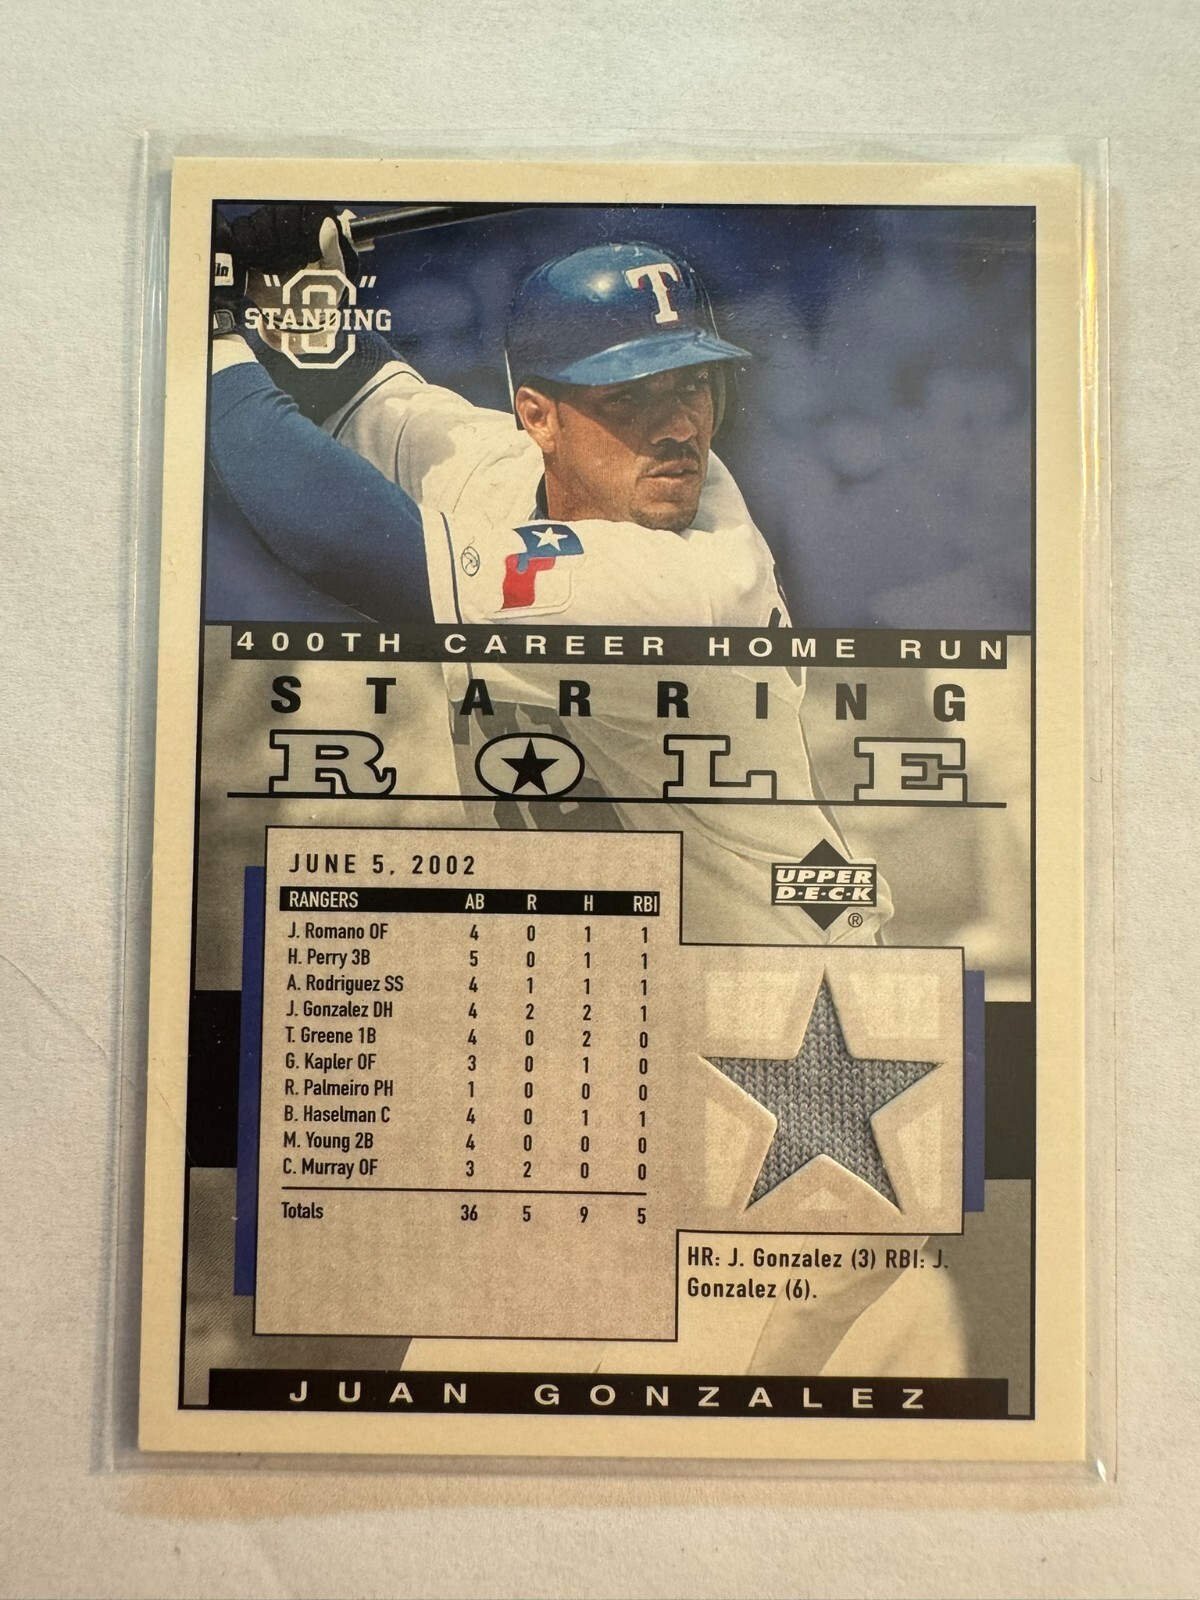 "O"
STANDING
T
400TH CAREER HOME RUN
STARRING
ROLE
JUNE 5, 2002
RANGERS AB R H RBI
J. Romano OF 4 0 1 1
H. Perry 3B 5 0 1 1
A. Rodriguez SS 4 1 1 1
J. Gonzalez DH 4 2 2 1
T. Greene 1B 4 0 2 0
G. Kapler OF 3 0 1 0
R. Palmeiro PH 1 0 0 0
B. Haselman C 4 0 1 1
M. Young 2B 4 0 0 0
C. Murray OF 3 2 0 0
Totals 36 5 9 5
UPPER
D·E·C·K
®
HR: J. Gonzalez (3) RBI: J.
Gonzalez (6).
JUAN GONZALEZ